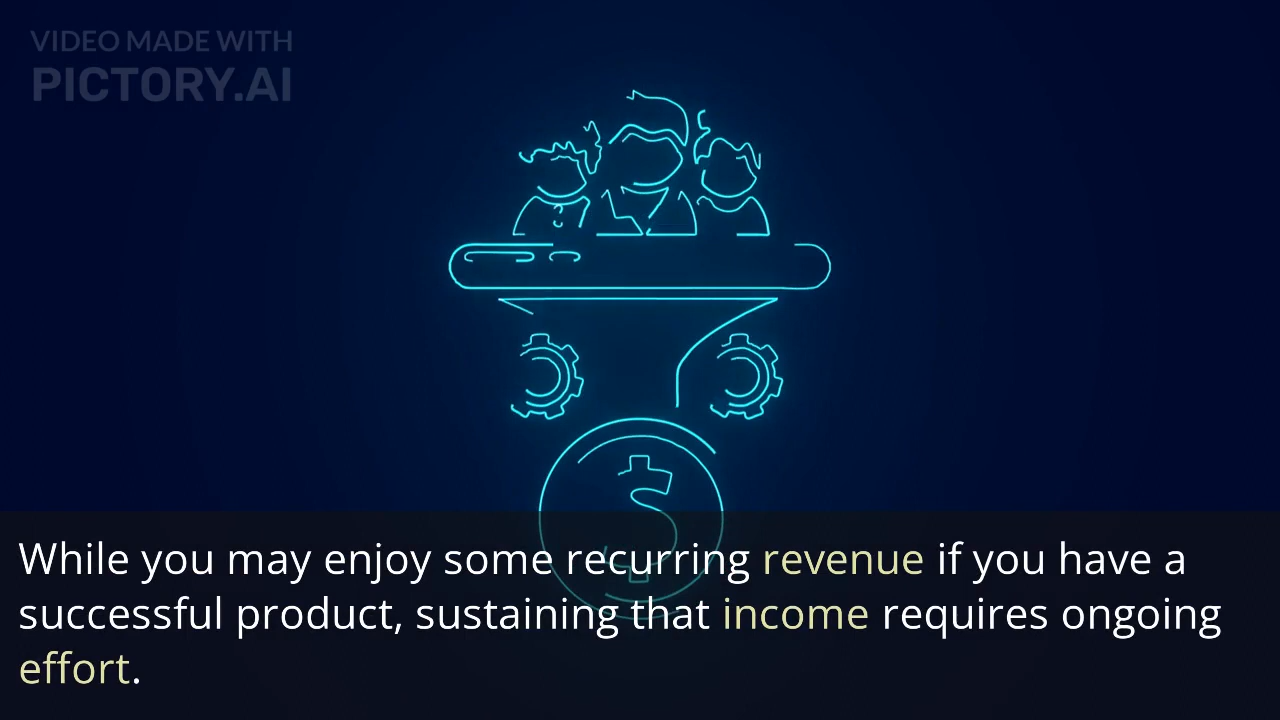 VIDEO MADE WITH
PICTORY.AI
$
While you may enjoy some recurring revenue if you have a
successful product, sustaining that income requires ongoing
effort.